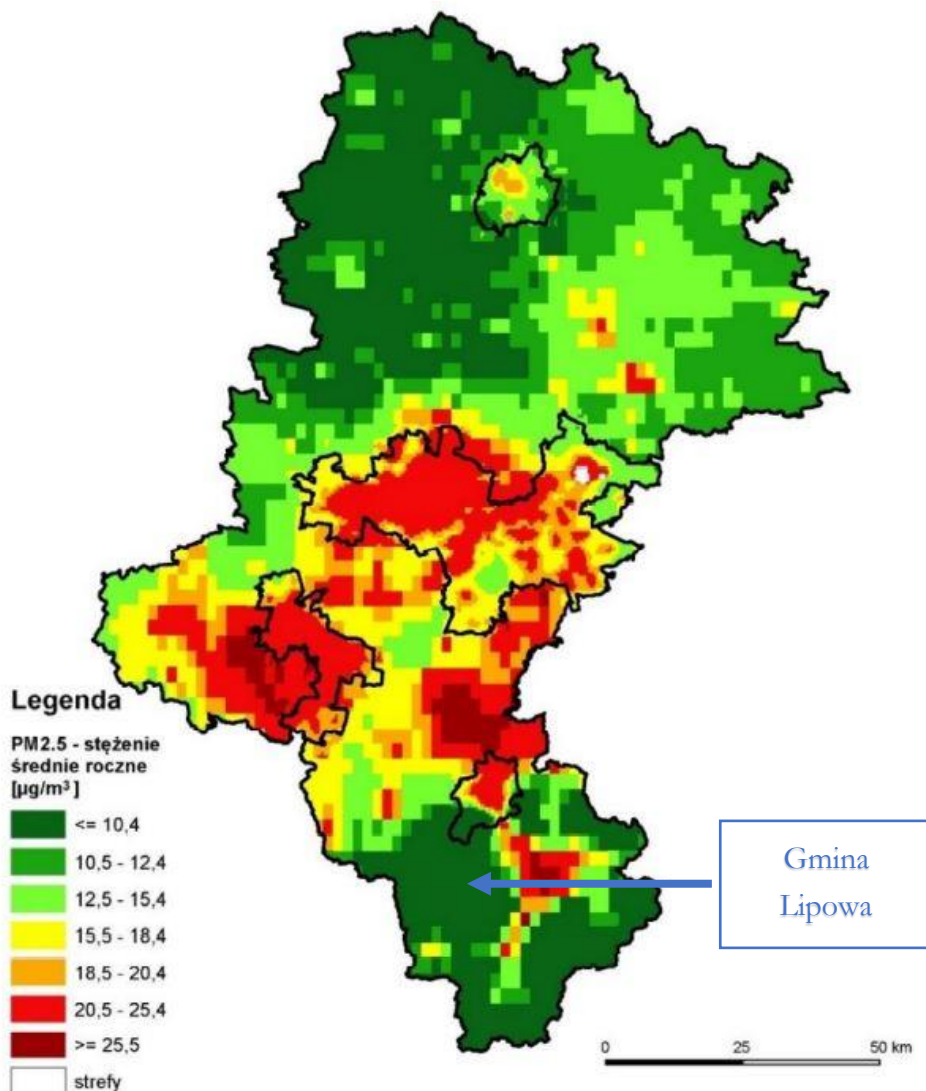 Legenda
PM2.5 - stężenie
średnie roczne
[µg/m³]
<= 10,4
10,5 - 12,4
12,5 - 15,4
15,5 - 18,4
18,5 - 20,4
20,5 - 25,4
>= 25,5
strefy
Gmina
Lipowa
0 25 50 km